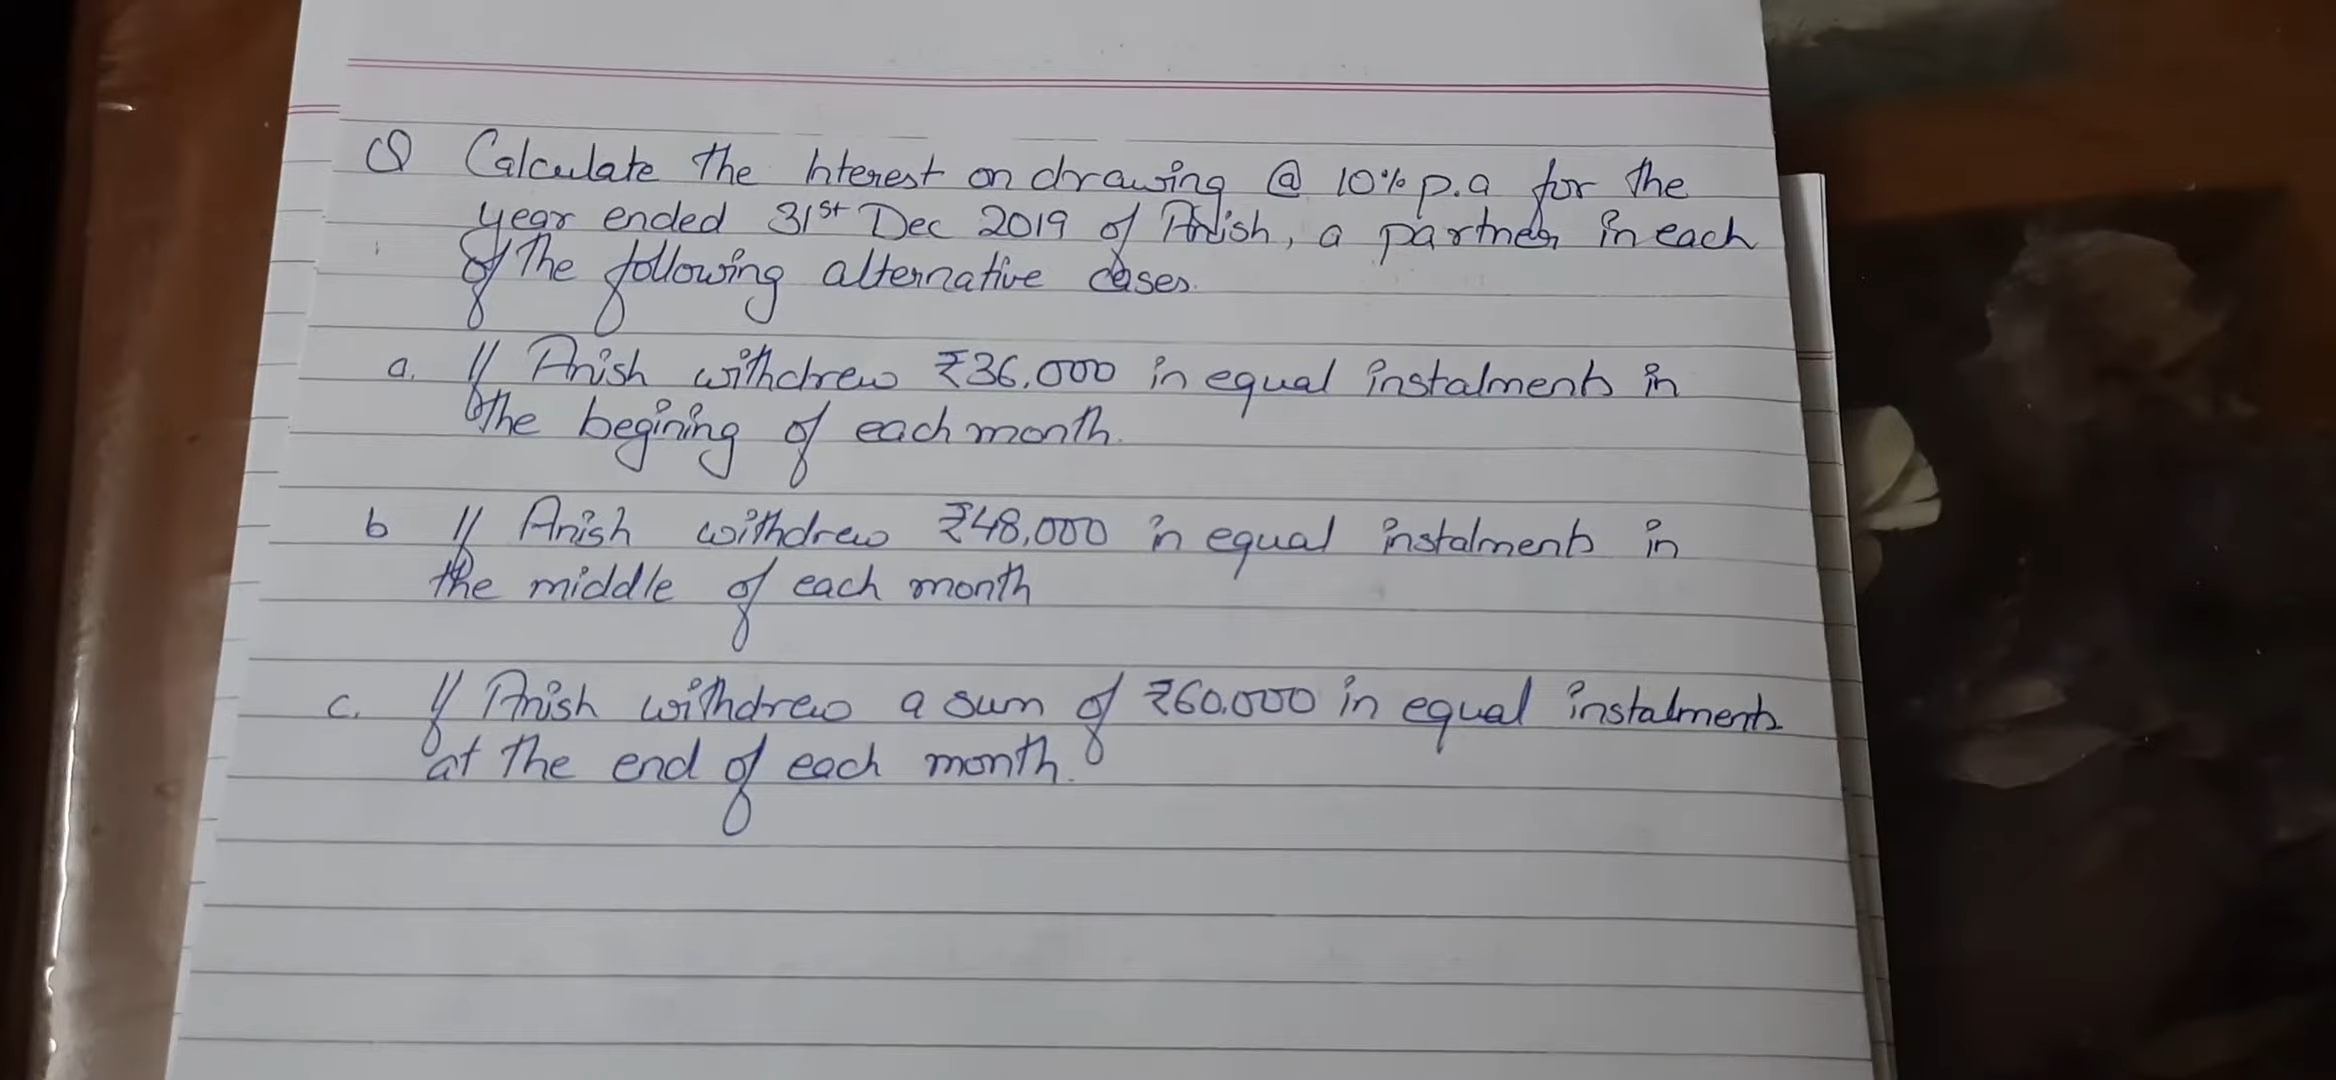 Q Calculate the Interest on drawing @ 10% p.a for the
year ended 31st Dec 2019 of Anish, a partner in each
of the following alternative cases.
a. If Anish withdrew ₹36,000 in equal instalments in
the begining of each month.
b If Anish withdrew ₹48,000 in equal instalments in
the middle of each month
c. If Anish withdrew a sum of ₹60,000 in equal instalments
at the end of each month.